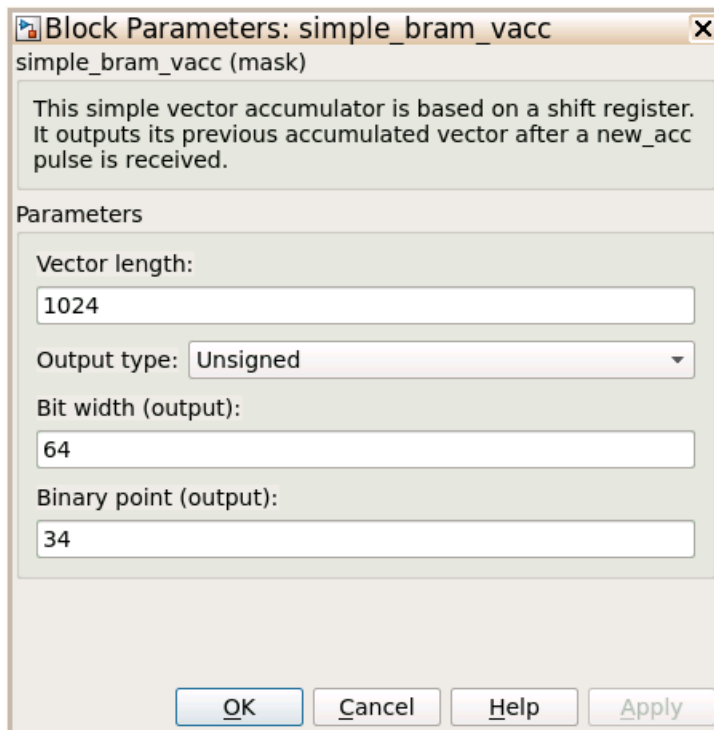 Block Parameters: simple_bram_vacc
simple_bram_vacc (mask)
This simple vector accumulator is based on a shift register.
It outputs its previous accumulated vector after a new_acc
pulse is received.
Parameters
Vector length:
1024
Output type: Unsigned
Bit width (output):
64
Binary point (output):
34
OK Cancel Help Apply